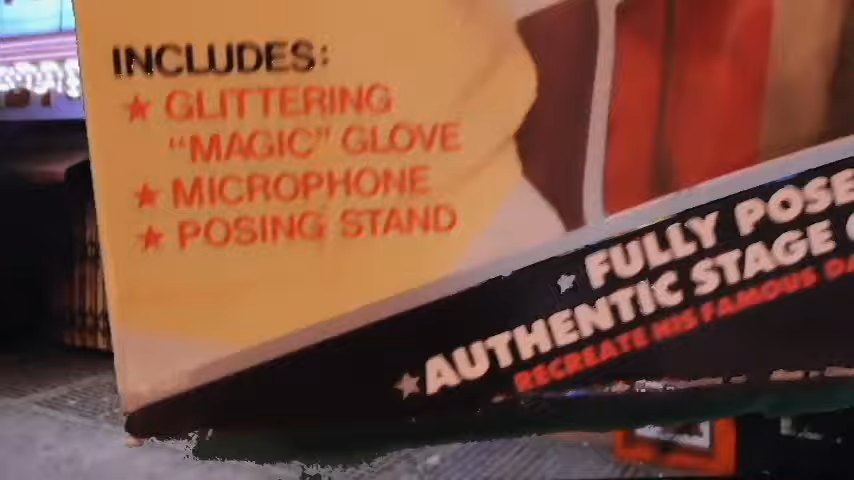 INCLUDES:
★ GLITTERING
"MAGIC" GLOVE
★ MICROPHONE
★ POSING STAND
★ FULLY POSE
★ AUTHENTIC STAGE
RECREATE HIS FAMOUS